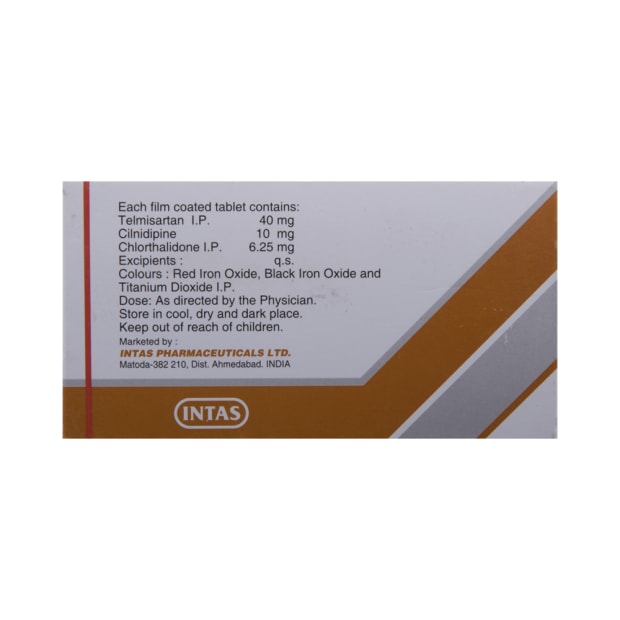 Each film coated tablet contains:
Telmisartan I.P. 40 mg
Cilnidipine 10 mg
Chlorthalidone I.P. 6.25 mg
Excipients : q.s.
Colours : Red Iron Oxide, Black Iron Oxide and
Titanium Dioxide I.P.
Dose: As directed by the Physician.
Store in cool, dry and dark place.
Keep out of reach of children.
Marketed by :
INTAS PHARMACEUTICALS LTD.
Matoda-382 210, Dist. Ahmedabad. INDIA
INTAS